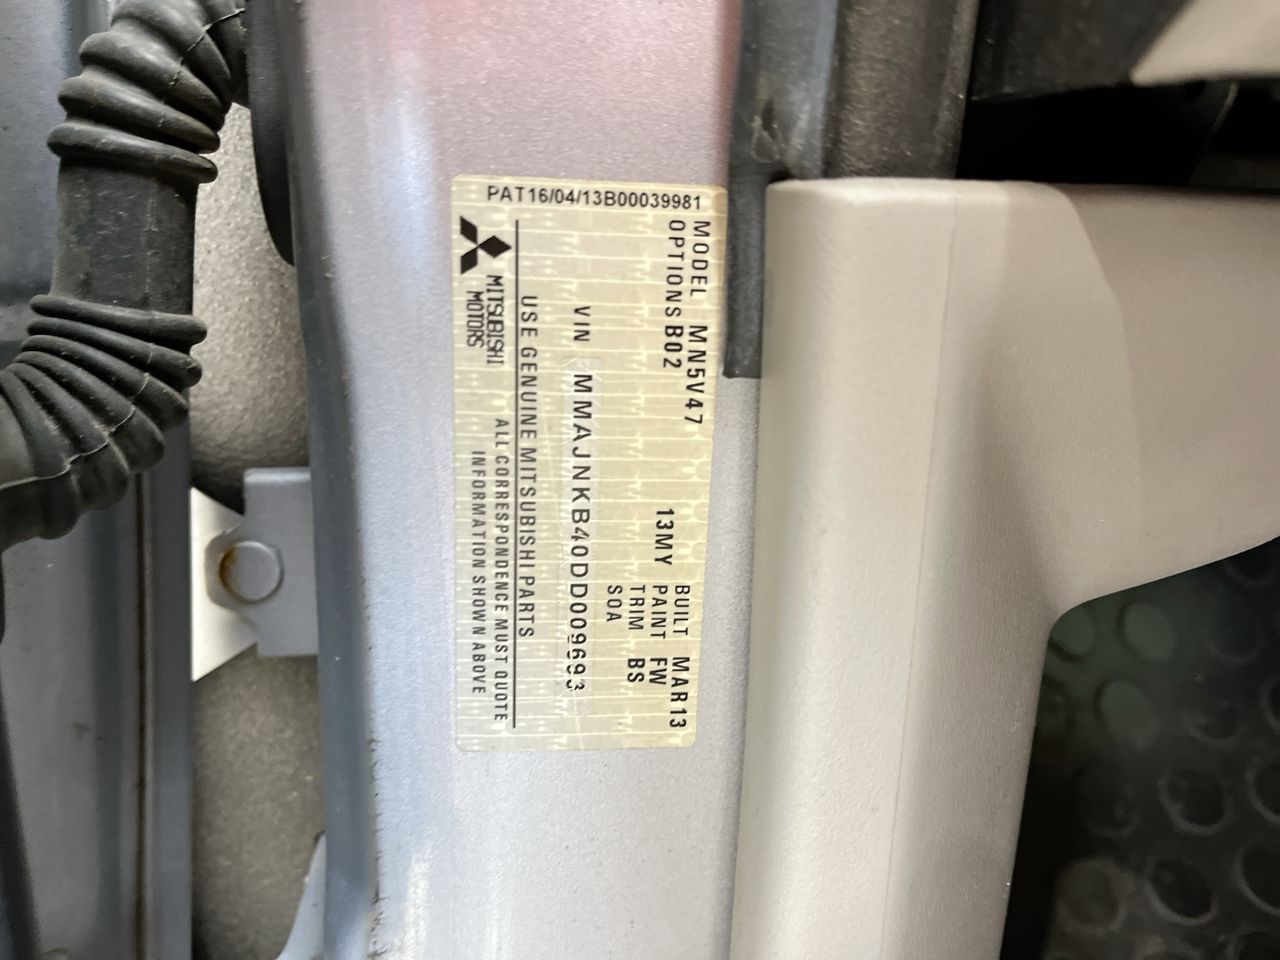 PAT16/04/13B00039981
MODEL MN5V47
OPTIONS B02
13MY
BUILT MAR13
PAINT FW
TRIM BS
SOA
VIN MMAJNKB40DD009693
USE GENUINE MITSUBISHI PARTS
MITSUBISHI
MOTORS
ALL CORRESPONDENCE MUST QUOTE
INFORMATION SHOWN ABOVE